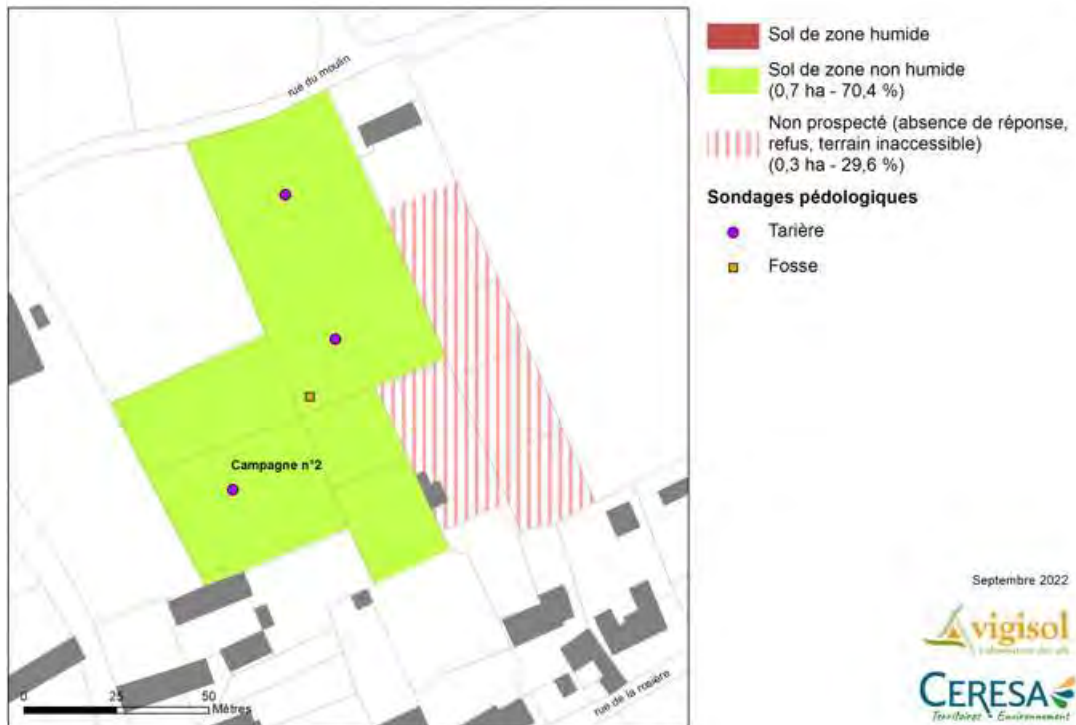 rue du moulin
Campagne n°2
0 25 50
Mètres
rue de la rosière
Sol de zone humide
Sol de zone non humide
(0,7 ha - 70,4 %)
Non prospecté (absence de réponse,
refus, terrain inaccessible)
(0,3 ha - 29,6 %)
Sondages pédologiques
Tarière
Fosse
Septembre 2022
vigisol
CERESA
Territoires - Environnement